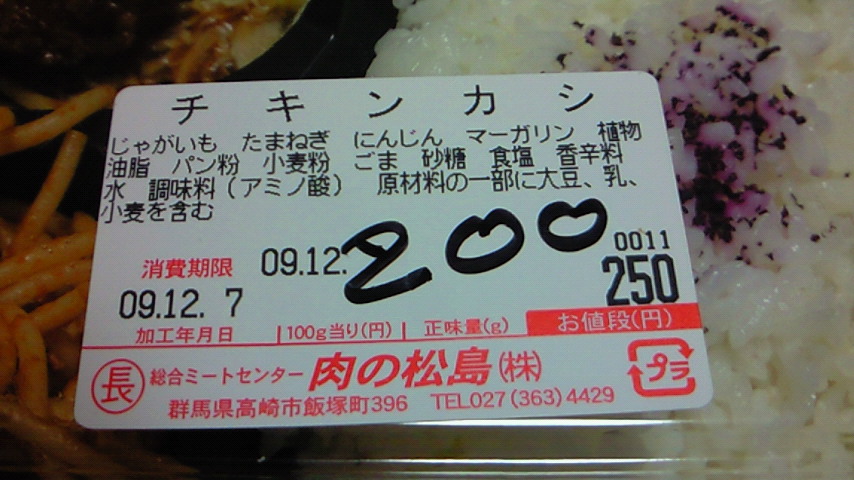 チキンカシ
じゃがいも たまねぎ にんじん マーガリン 植物
油脂 パン粉 小麦粉 ごま 砂糖 食塩 香辛料
水 調味料(アミノ酸) 原材料の一部に大豆、乳、
小麦を含む
消費期限 09.12. 200 0011
09.12. 7 250
加工年月日 100g当り(円) 正味量(g) お値段(円)
長 総合ミートセンター 肉の松島(株) プラ
群馬県高崎市飯塚町396 TEL027(363)4429